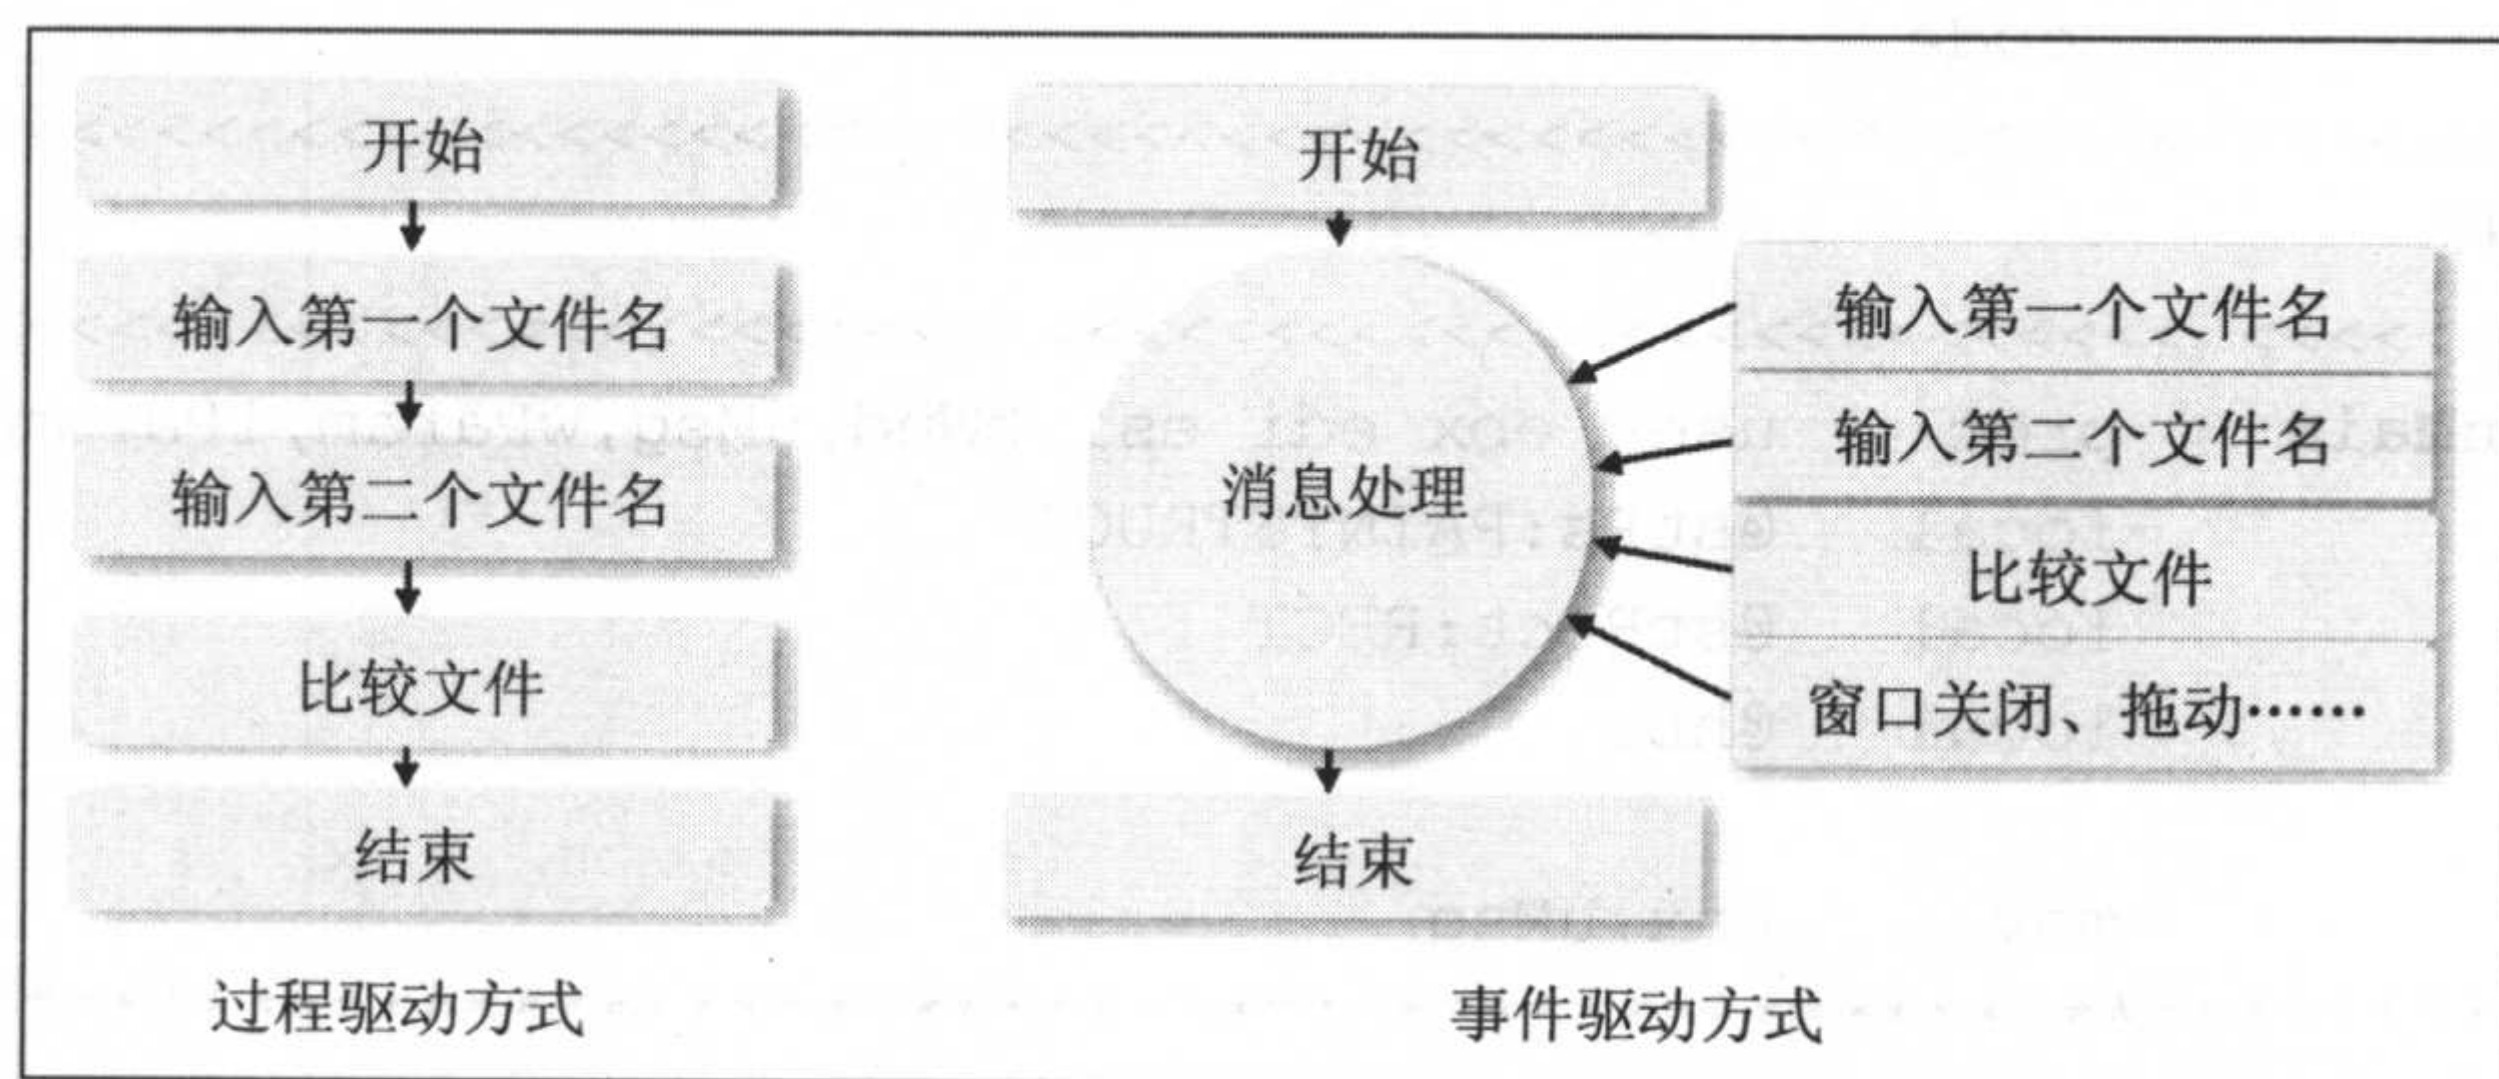 开始
输入第一个文件名
输入第二个文件名
比较文件
结束
过程驱动方式
开始
消息处理
输入第一个文件名
输入第二个文件名
比较文件
窗口关闭、拖动……
结束
事件驱动方式